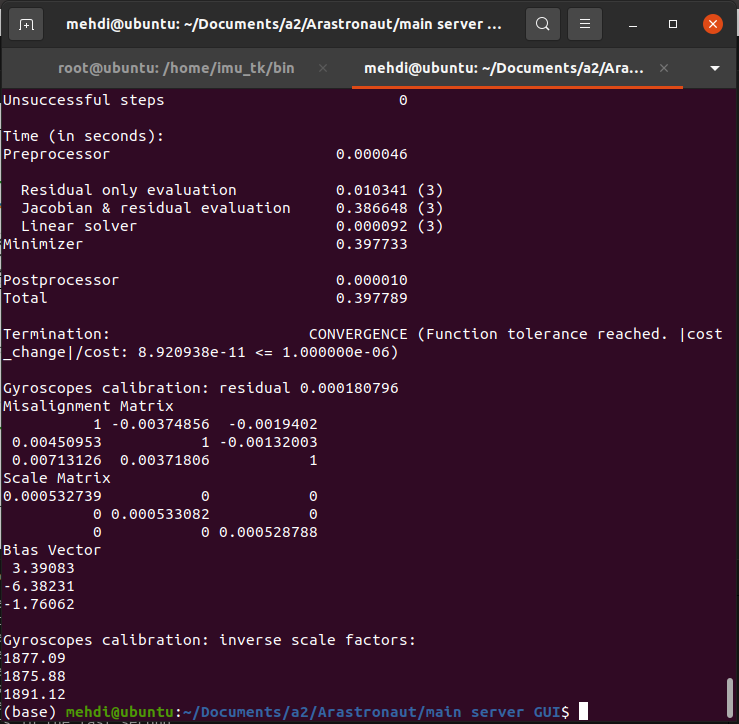 mehdi@ubuntu: ~/Documents/a2/Arastronaut/main server ...
root@ubuntu: /home/imu_tk/bin
mehdi@ubuntu: ~/Documents/a2/Ara...
Unsuccessful steps 0
Time (in seconds):
Preprocessor 0.000046
Residual only evaluation 0.010341 (3)
Jacobian & residual evaluation 0.386648 (3)
Linear solver 0.000092 (3)
Minimizer 0.397733
Postprocessor 0.000010
Total 0.397789
Termination: CONVERGENCE (Function tolerance reached. |cost
_change|/cost: 8.920938e-11 <= 1.000000e-06)
Gyroscopes calibration: residual 0.000180796
Misalignment Matrix
1 -0.00374856 -0.0019402
0.00450953 1 -0.00132003
0.00713126 0.00371806 1
Scale Matrix
0.000532739 0 0
0 0.000533082 0
0 0 0.000528788
Bias Vector
3.39083
-6.38231
-1.76062
Gyroscopes calibration: inverse scale factors:
1877.09
1875.88
1891.12
(base) mehdi@ubuntu:~/Documents/a2/Arastronaut/main server GUI$